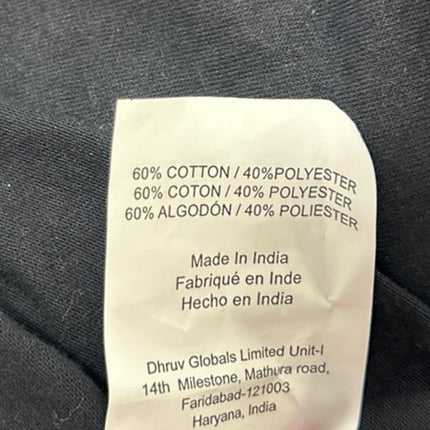 60% COTTON / 40%POLYESTER
60% COTON / 40% POLYESTER
60% ALGODÓN / 40% POLIESTER
Made In India
Fabriqué en Inde
Hecho en India
Dhruv Globals Limited Unit-I
14th Milestone, Mathura road,
Faridabad-121003
Haryana, India